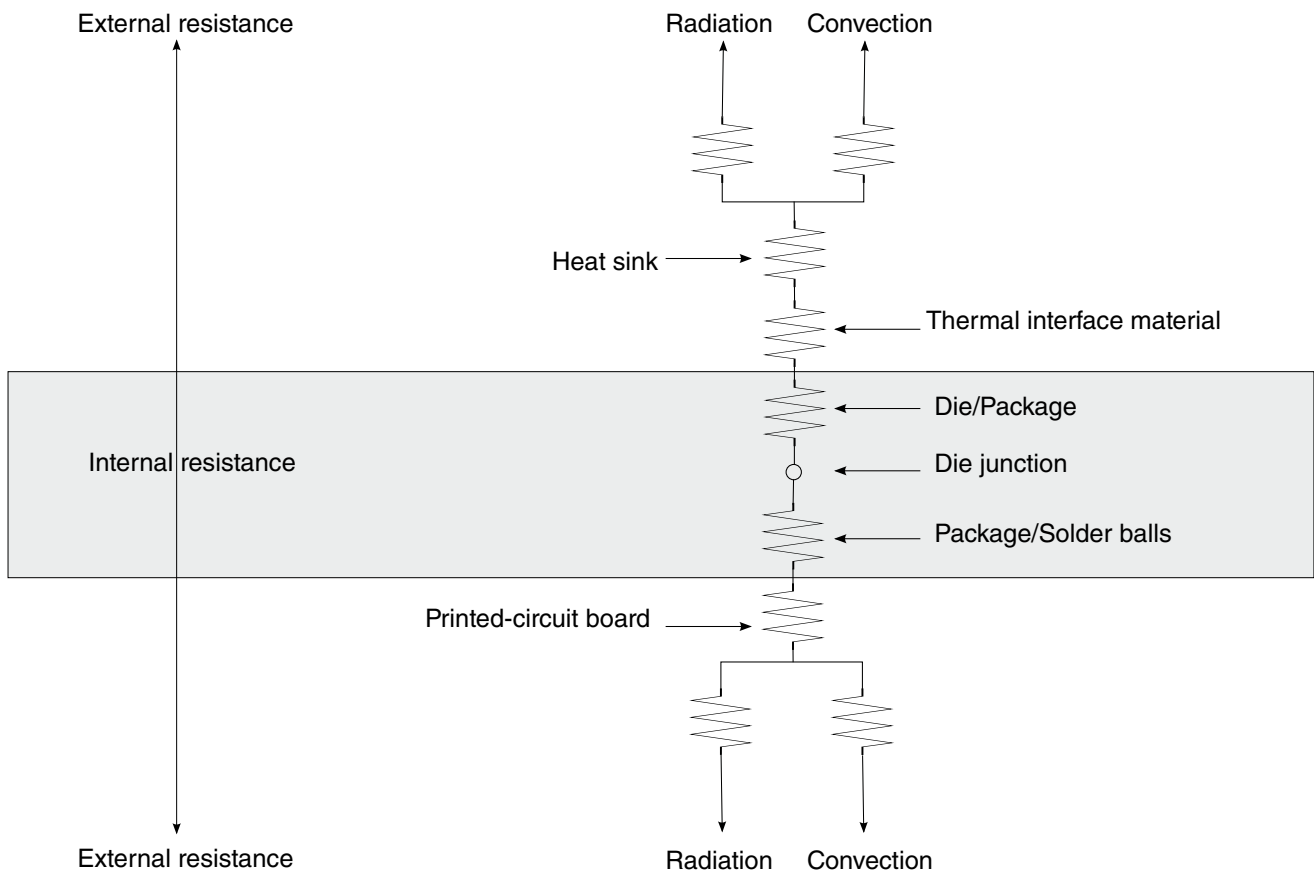 External resistance
Radiation
Convection
Heat sink
Thermal interface material
Die/Package
Internal resistance
Die junction
Package/Solder balls
Printed-circuit board
External resistance
Radiation
Convection